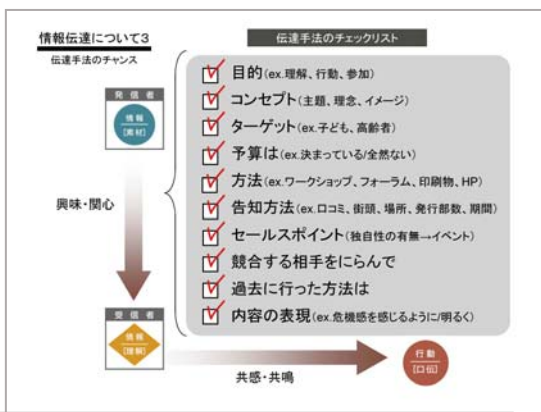 情報伝達について3
伝達手法のチャンス
伝達手法のチェックリスト
発信者
情報
[素材]
興味・関心
受信者
情報
[理解]
目的(ex.理解、行動、参加)
コンセプト(主題、理念、イメージ)
ターゲット(ex.子ども、高齢者)
予算は(ex.決まっている/全然ない)
方法(ex.ワークショップ、フォーラム、印刷物、HP)
告知方法(ex.口コミ、街頭、場所、発行部数、期間)
セールスポイント(独自性の有無→イベント)
競合する相手をにらんで
過去に行った方法は
内容の表現(ex.危機感を感じるように/明るく)
共感・共鳴
行動
[口伝]